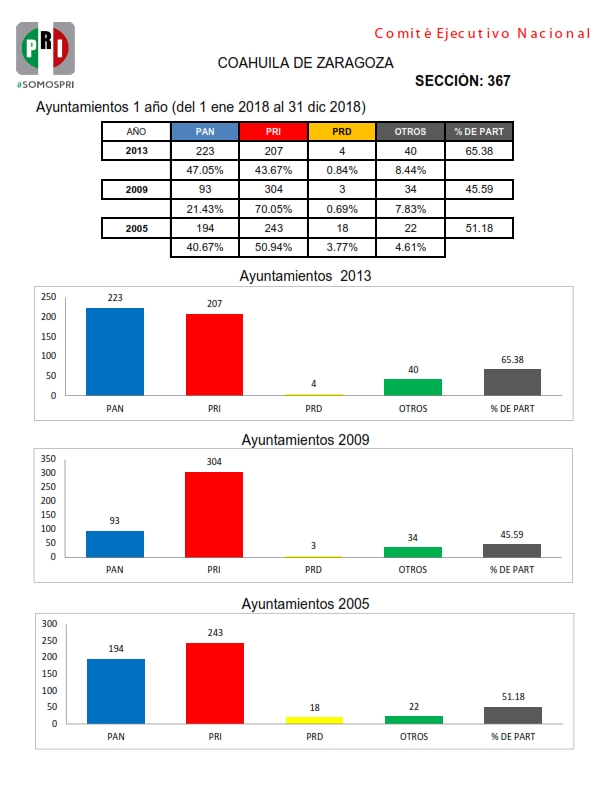 PRI
#SOMOSPRI
Comité Ejecutivo Nacional
COAHUILA DE ZARAGOZA
SECCIÓN: 367
Ayuntamientos 1 año (del 1 ene 2018 al 31 dic 2018)
AÑO PAN PRI PRD OTROS % DE PART
2013 223 207 4 40 65.38
47.05% 43.67% 0.84% 8.44%
2009 93 304 3 34 45.59
21.43% 70.05% 0.69% 7.83%
2005 194 243 18 22 51.18
40.67% 50.94% 3.77% 4.61%
Ayuntamientos 2013
250
200
150
100
50
0
223 207 4 40 65.38
PAN PRI PRD OTROS % DE PART
Ayuntamientos 2009
350
300
250
200
150
100
50
0
93 304 3 34 45.59
PAN PRI PRD OTROS % DE PART
Ayuntamientos 2005
300
250
200
150
100
50
0
194 243 18 22 51.18
PAN PRI PRD OTROS % DE PART